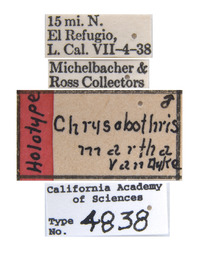 15 mi. N.
El Refugio,
L. Cal. VII-4-38
Michelbacher &
Ross Collectors
Holotype
♂
Chrysobothris
martha
Van Dyke
California Academy
of Sciences
Type
No. 4838